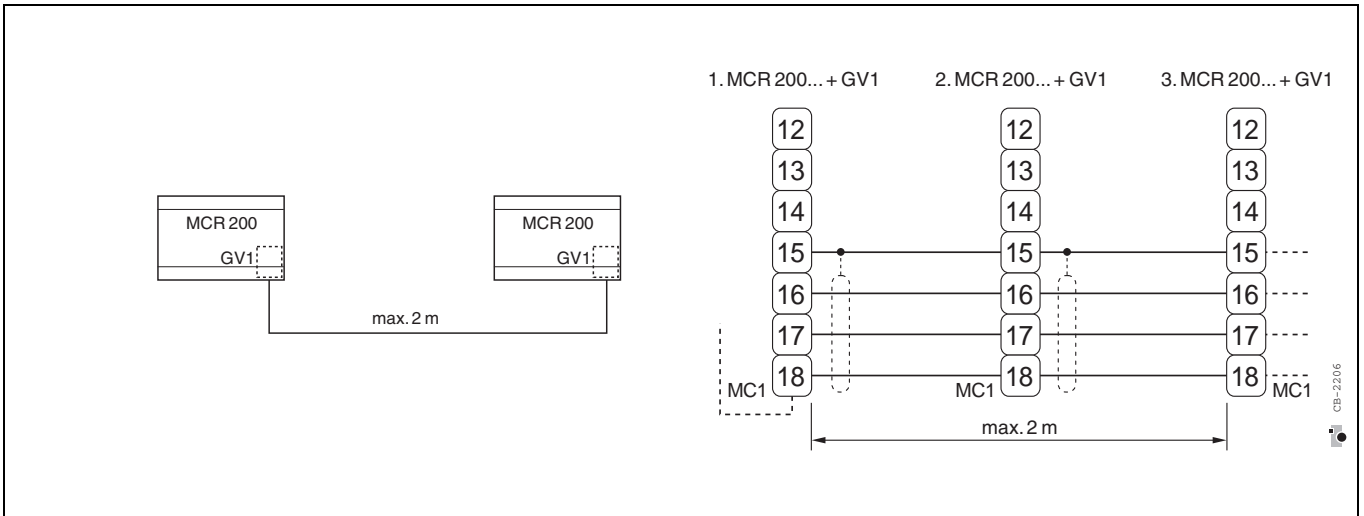 MCR 200
GV1
MCR 200
GV1
max. 2 m
1. MCR 200... + GV1 2. MCR 200... + GV1 3. MCR 200... + GV1
12 12 12
13 13 13
14 14 14
15 15 15
16 16 16
17 17 17
MC1 18 MC1 18 18 MC1
max. 2 m
CB-2206